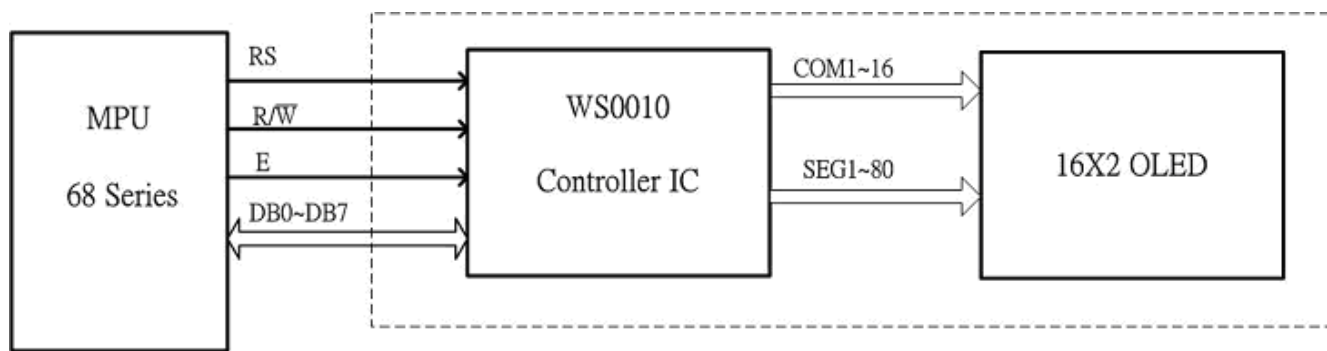 MPU
68 Series
RS
R/W̅
E
DB0~DB7
WS0010
Controller IC
COM1~16
SEG1~80
16X2 OLED